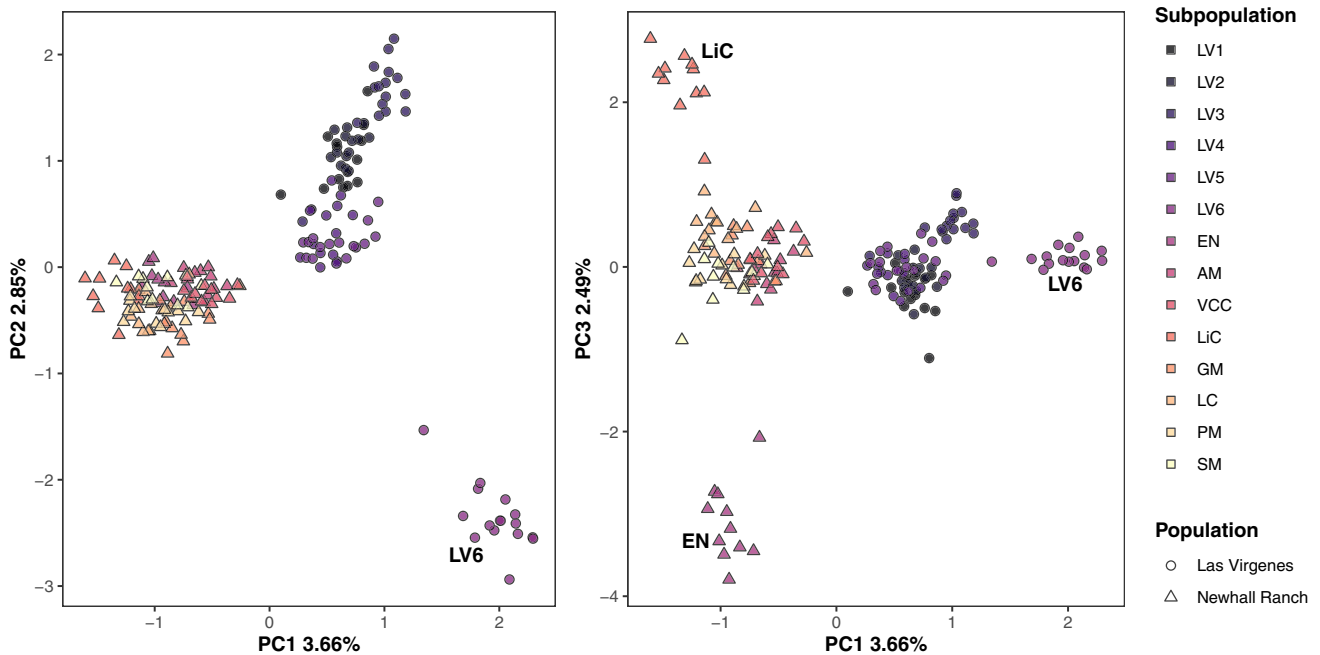 2
1
0
−1
−2
−3
PC2 2.85%
LV6
−1
0
1
2
PC1 3.66%
2
0
−2
−4
PC3 2.49%
LiC
LV6
EN
−1
0
1
2
PC1 3.66%
Subpopulation
LV1
LV2
LV3
LV4
LV5
LV6
EN
AM
VCC
LiC
GM
LC
PM
SM
Population
Las Virgenes
Newhall Ranch